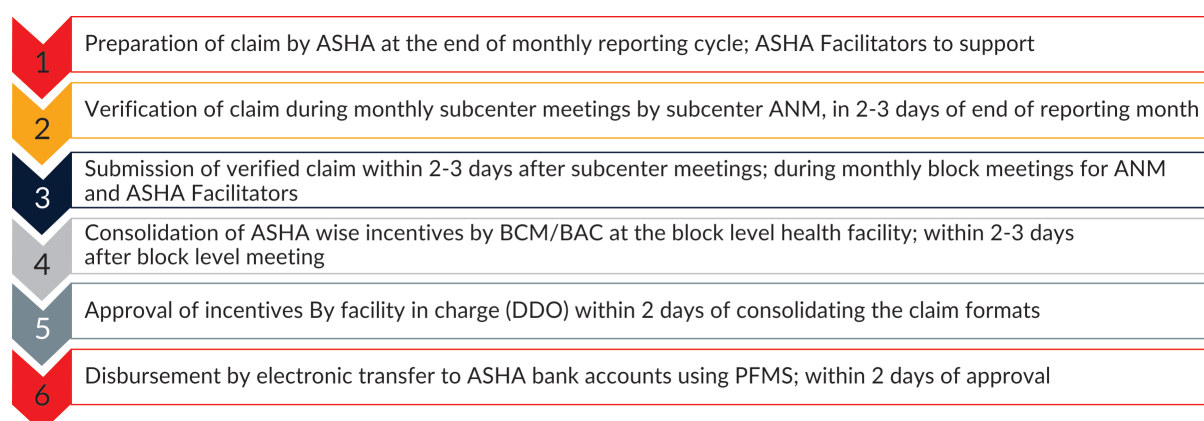 1
Preparation of claim by ASHA at the end of monthly reporting cycle; ASHA Facilitators to support
2
Verification of claim during monthly subcenter meetings by subcenter ANM, in 2-3 days of end of reporting month
3
Submission of verified claim within 2-3 days after subcenter meetings; during monthly block meetings for ANM
and ASHA Facilitators
4
Consolidation of ASHA wise incentives by BCM/BAC at the block level health facility; within 2-3 days
after block level meeting
5
Approval of incentives By facility in charge (DDO) within 2 days of consolidating the claim formats
6
Disbursement by electronic transfer to ASHA bank accounts using PFMS; within 2 days of approval